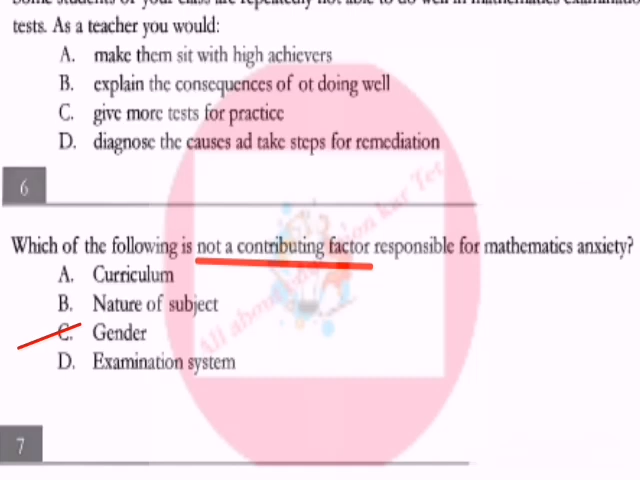 tests. As a teacher you would:
A. make them sit with high achievers
B. explain the consequences of ot doing well
C. give more tests for practice
D. diagnose the causes ad take steps for remediation
6
Which of the following is not a contributing factor responsible for mathematics anxiety?
A. Curriculum
B. Nature of subject
C. Gender
D. Examination system
7